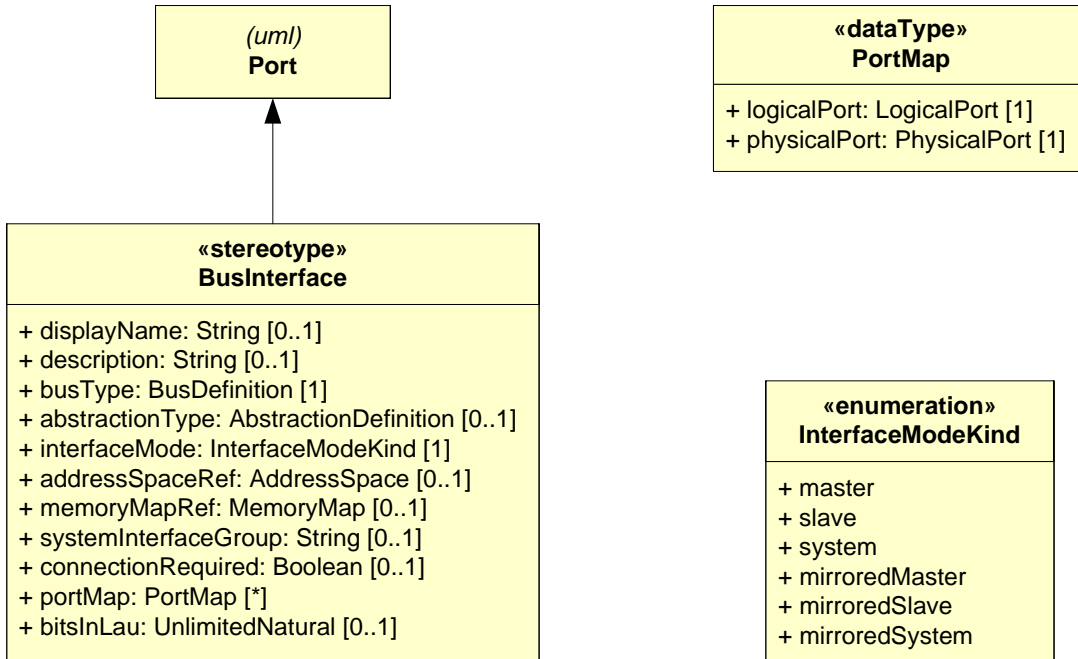 (uml)
Port
«dataType»
PortMap
+ logicalPort: LogicalPort [1]
+ physicalPort: PhysicalPort [1]
«stereotype»
BusInterface
+ displayName: String [0..1]
+ description: String [0..1]
+ busType: BusDefinition [1]
+ abstractionType: AbstractionDefinition [0..1]
+ interfaceMode: InterfaceModeKind [1]
+ addressSpaceRef: AddressSpace [0..1]
+ memoryMapRef: MemoryMap [0..1]
+ systemInterfaceGroup: String [0..1]
+ connectionRequired: Boolean [0..1]
+ portMap: PortMap [*]
+ bitsInLau: UnlimitedNatural [0..1]
«enumeration»
InterfaceModeKind
+ master
+ slave
+ system
+ mirroredMaster
+ mirroredSlave
+ mirroredSystem